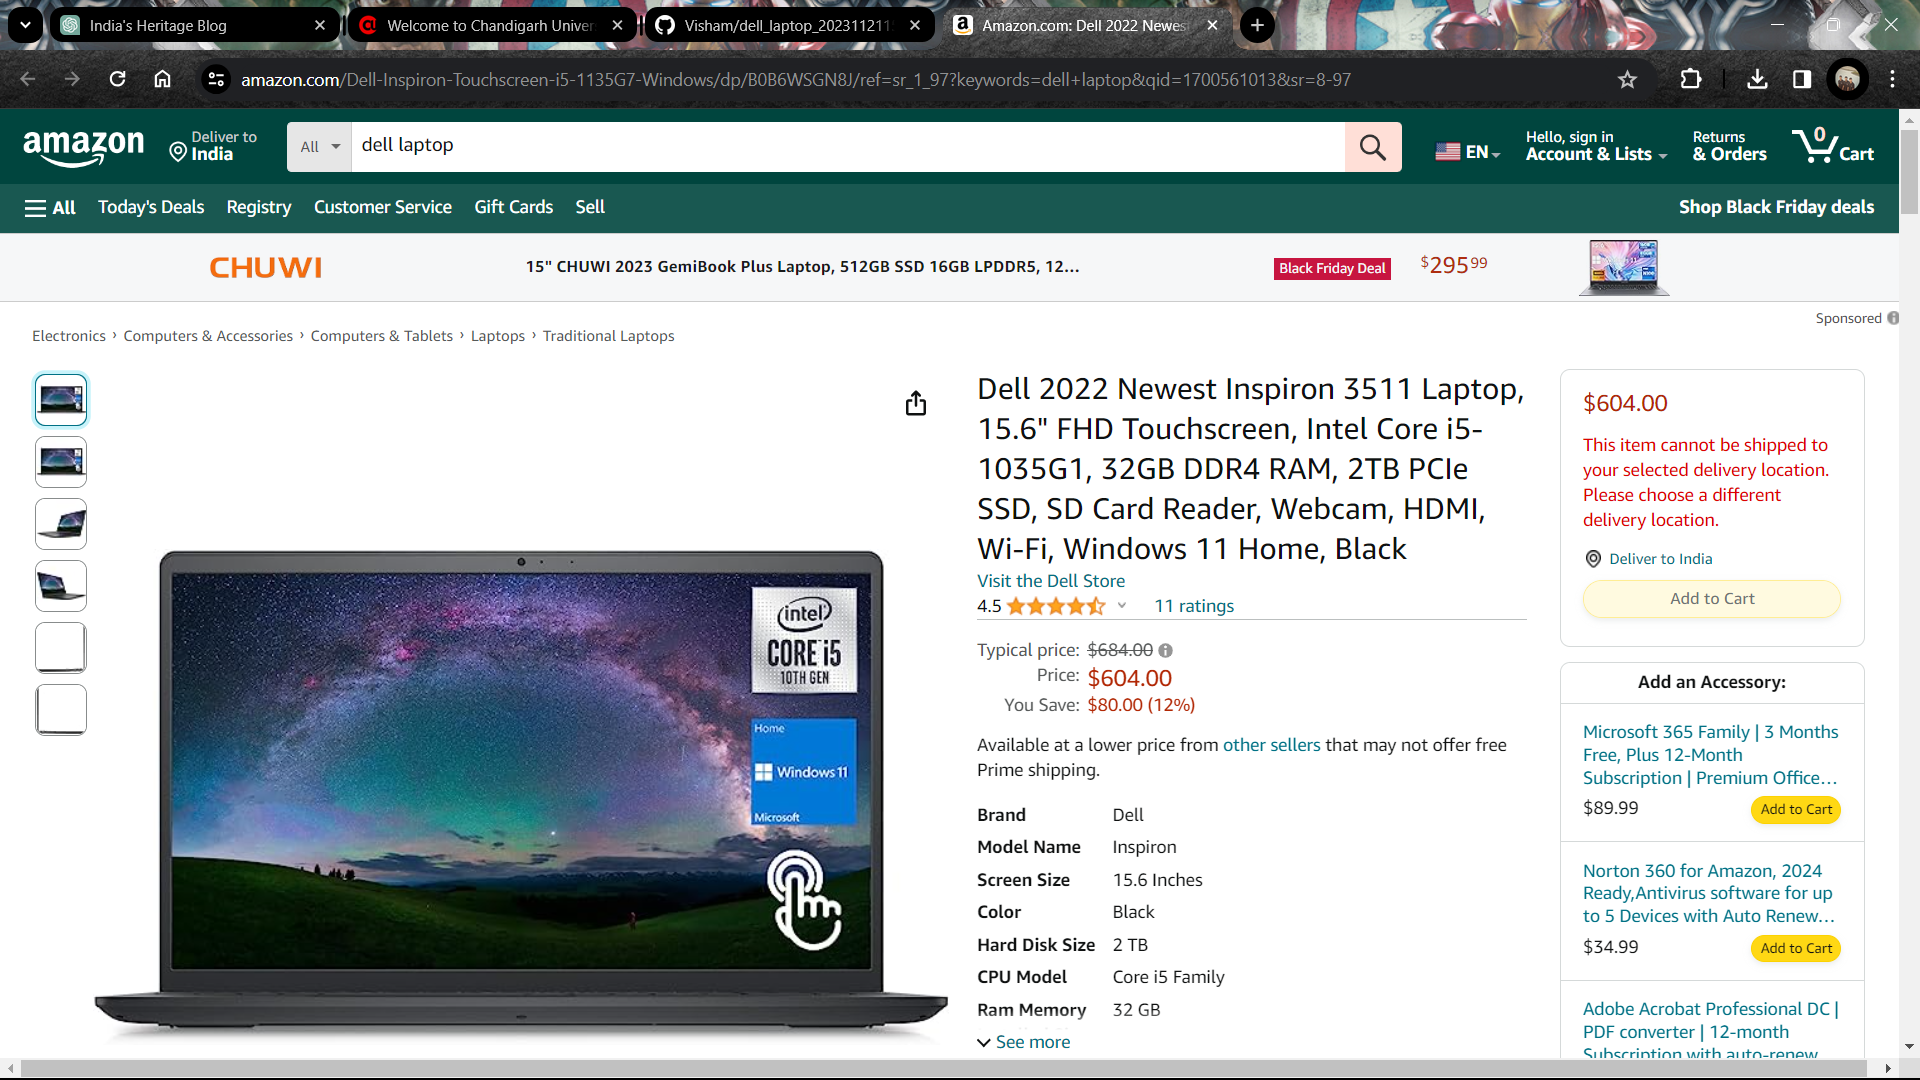 India's Heritage Blog
Welcome to Chandigarh Univer
Visham/dell_laptop_202311211
Amazon.com: Dell 2022 Newes
amazon.com/Dell-Inspiron-Touchscreen-i5-1135G7-Windows/dp/B0B6WSGN8J/ref=sr_1_97?keywords=dell+laptop&qid=1700561013&sr=8-97
amazon
Deliver to
India
All
dell laptop
EN
Hello, sign in
Account & Lists
Returns
& Orders
0
Cart
All
Today's Deals
Registry
Customer Service
Gift Cards
Sell
Shop Black Friday deals
CHUWI
15" CHUWI 2023 GemiBook Plus Laptop, 512GB SSD 16GB LPDDR5, 12...
Black Friday Deal
$295 99
Sponsored
Electronics › Computers & Accessories › Computers & Tablets › Laptops › Traditional Laptops
intel
CORE i5
10TH GEN
Home
Windows 11
Microsoft
Dell 2022 Newest Inspiron 3511 Laptop,
15.6" FHD Touchscreen, Intel Core i5-
1035G1, 32GB DDR4 RAM, 2TB PCIe
SSD, SD Card Reader, Webcam, HDMI,
Wi-Fi, Windows 11 Home, Black
Visit the Dell Store
4.5
11 ratings
Typical price: $684.00
Price: $604.00
You Save: $80.00 (12%)
Available at a lower price from other sellers that may not offer free
Prime shipping.
Brand Dell
Model Name Inspiron
Screen Size 15.6 Inches
Color Black
Hard Disk Size 2 TB
CPU Model Core i5 Family
Ram Memory 32 GB
See more
$604.00
This item cannot be shipped to
your selected delivery location.
Please choose a different
delivery location.
Deliver to India
Add to Cart
Add an Accessory:
Microsoft 365 Family | 3 Months
Free, Plus 12-Month
Subscription | Premium Office...
$89.99
Add to Cart
Norton 360 for Amazon, 2024
Ready,Antivirus software for up
to 5 Devices with Auto Renew...
$34.99
Add to Cart
Adobe Acrobat Professional DC |
PDF converter | 12-month
Subscription with auto-renew